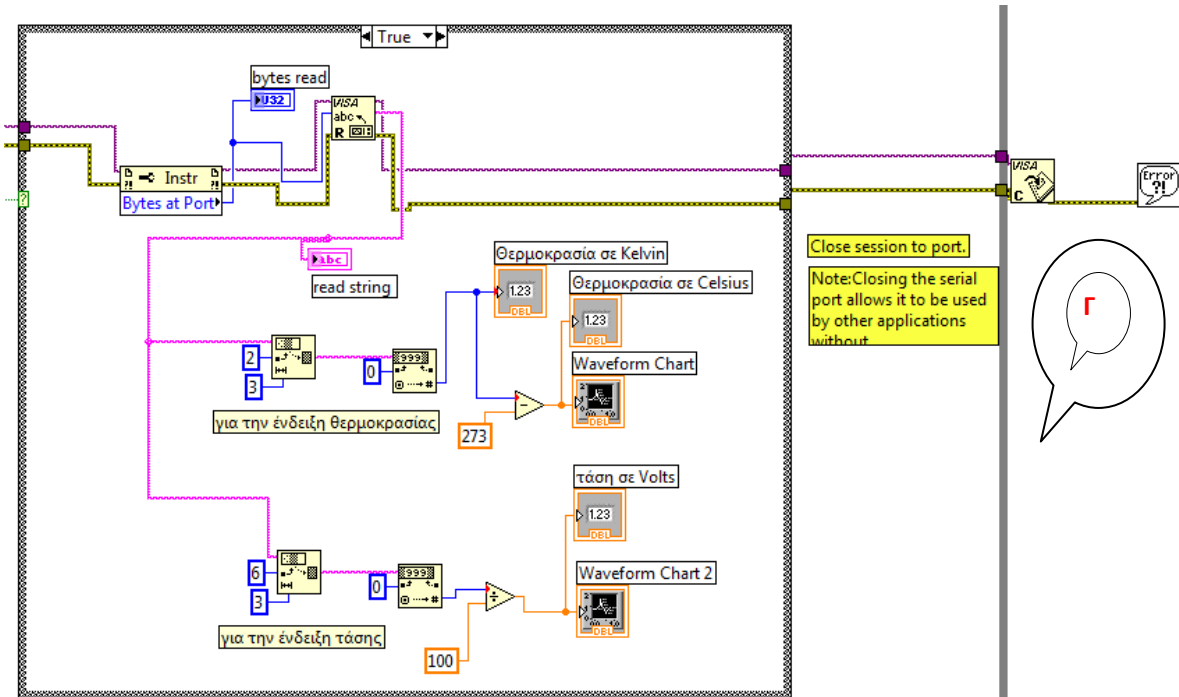 True
bytes read
U32
VISA
abc
R
Instr
Bytes at Port
?!
?!
?
abc
read string
Θερμοκρασία σε Kelvin
1.23
DBL
Θερμοκρασία σε Celsius
1.23
DBL
Waveform Chart
DBL
2
3
999
0
#
για την ένδειξη θερμοκρασίας
273
−
τάση σε Volts
1.23
DBL
Waveform Chart 2
DBL
6
3
999
0
#
÷
για την ένδειξη τάσης
100
VISA
C
Error
?!
Close session to port.
Note:Closing the serial
port allows it to be used
by other applications
without
Γ